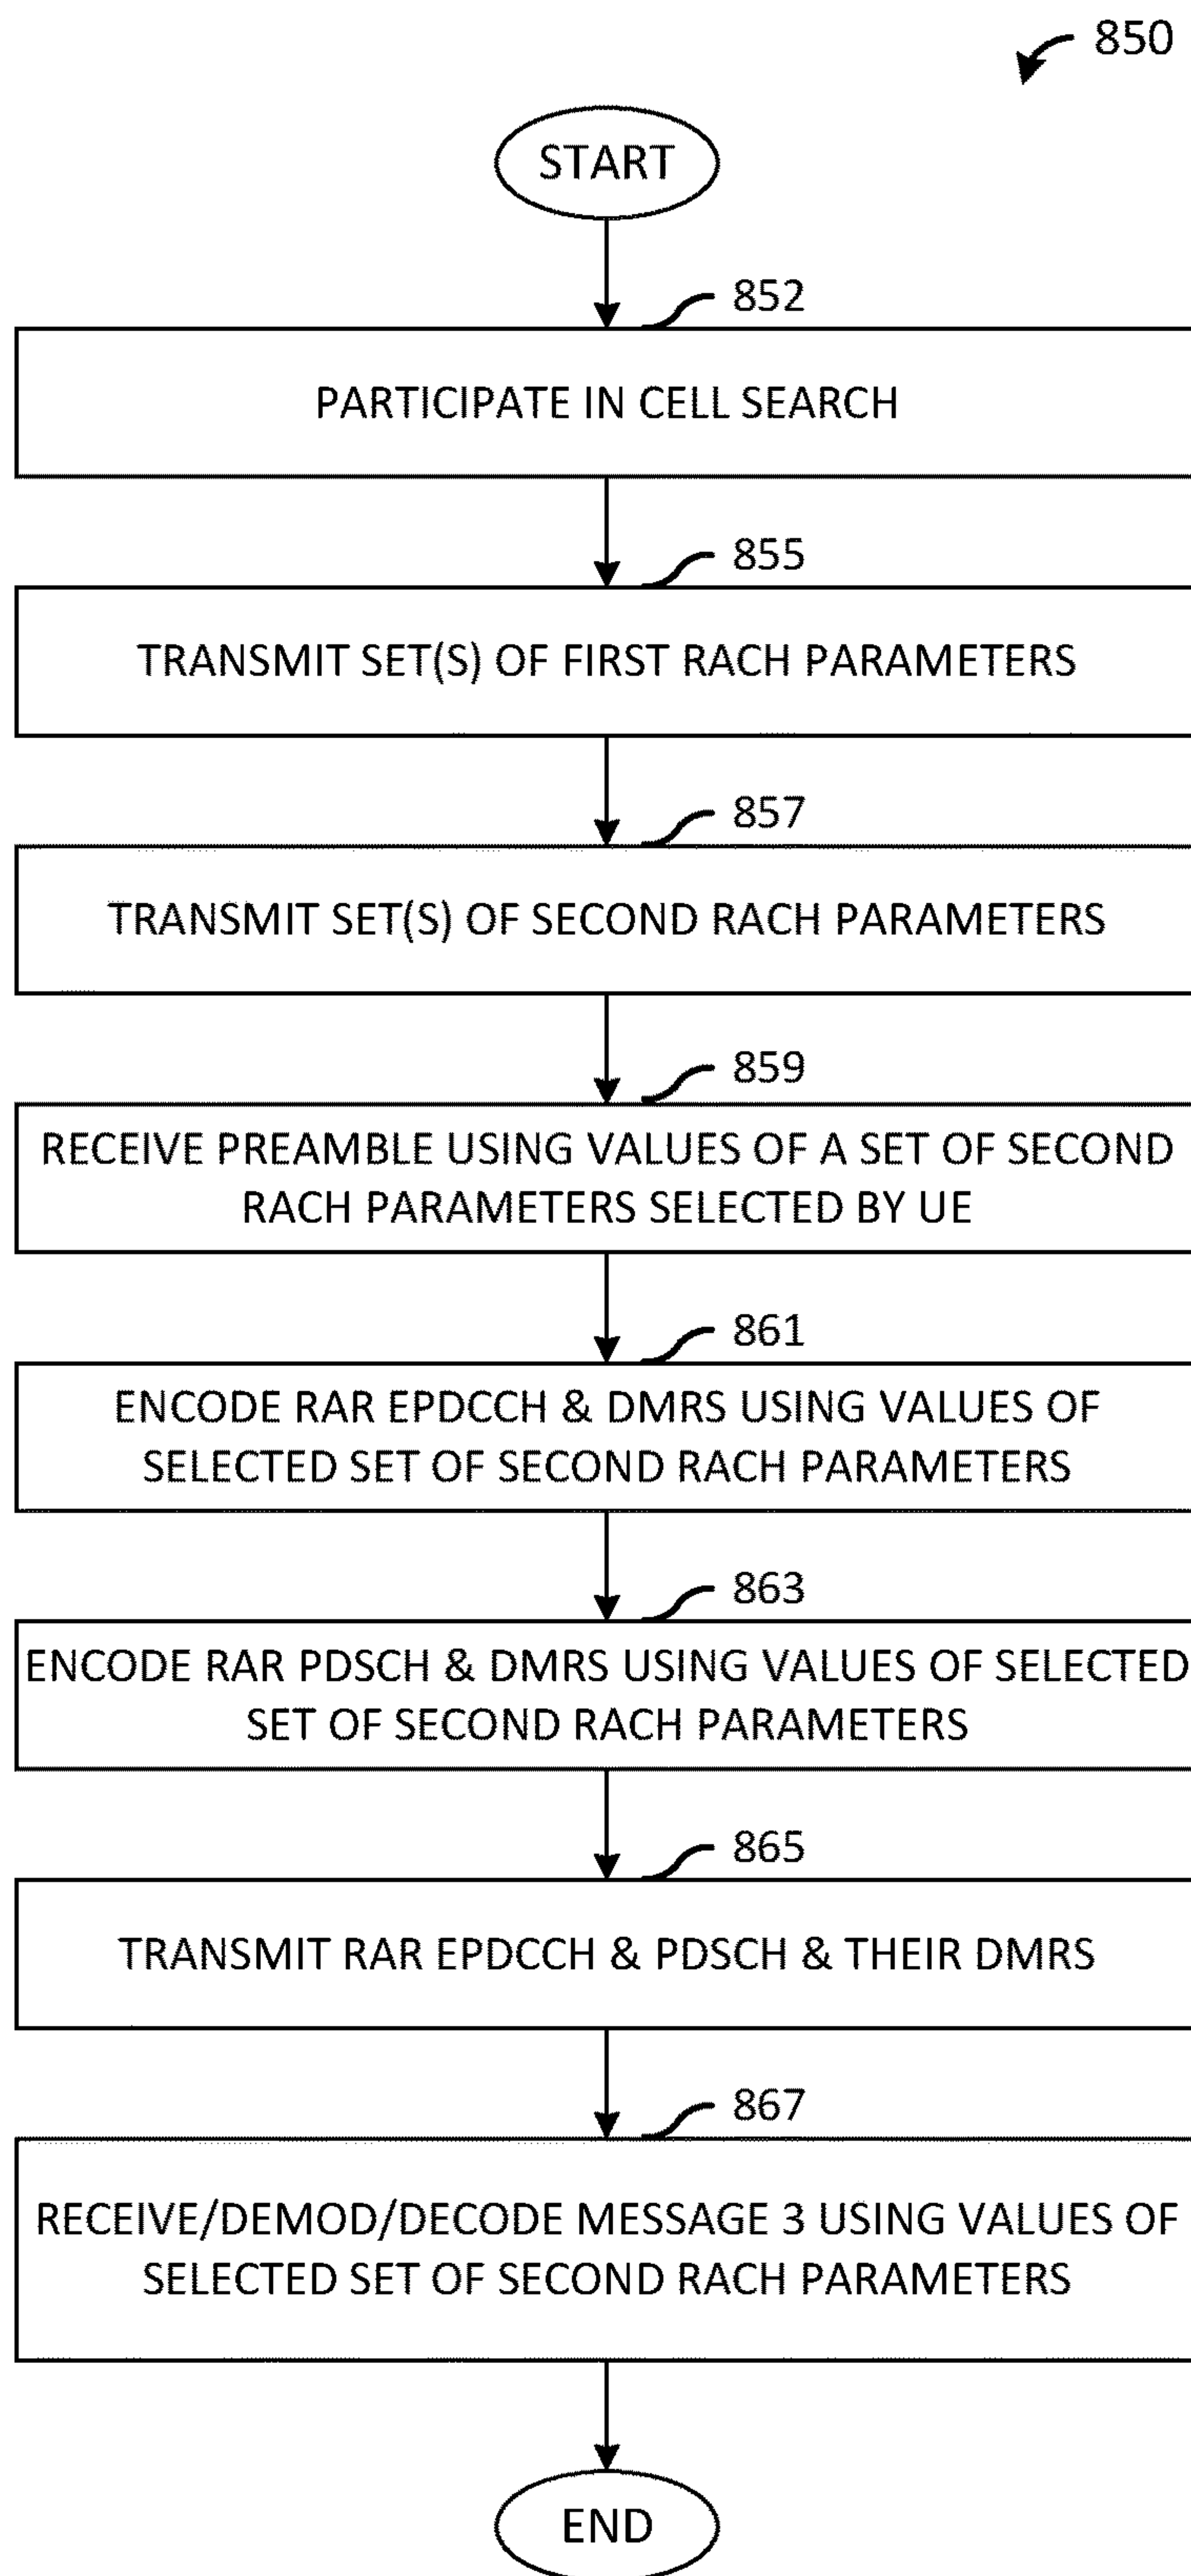 850
START
852
PARTICIPATE IN CELL SEARCH
855
TRANSMIT SET(S) OF FIRST RACH PARAMETERS
857
TRANSMIT SET(S) OF SECOND RACH PARAMETERS
859
RECEIVE PREAMBLE USING VALUES OF A SET OF SECOND
RACH PARAMETERS SELECTED BY UE
861
ENCODE RAR EPDCCH & DMRS USING VALUES OF
SELECTED SET OF SECOND RACH PARAMETERS
863
ENCODE RAR PDSCH & DMRS USING VALUES OF SELECTED
SET OF SECOND RACH PARAMETERS
865
TRANSMIT RAR EPDCCH & PDSCH & THEIR DMRS
867
RECEIVE/DEMOD/DECODE MESSAGE 3 USING VALUES OF
SELECTED SET OF SECOND RACH PARAMETERS
END